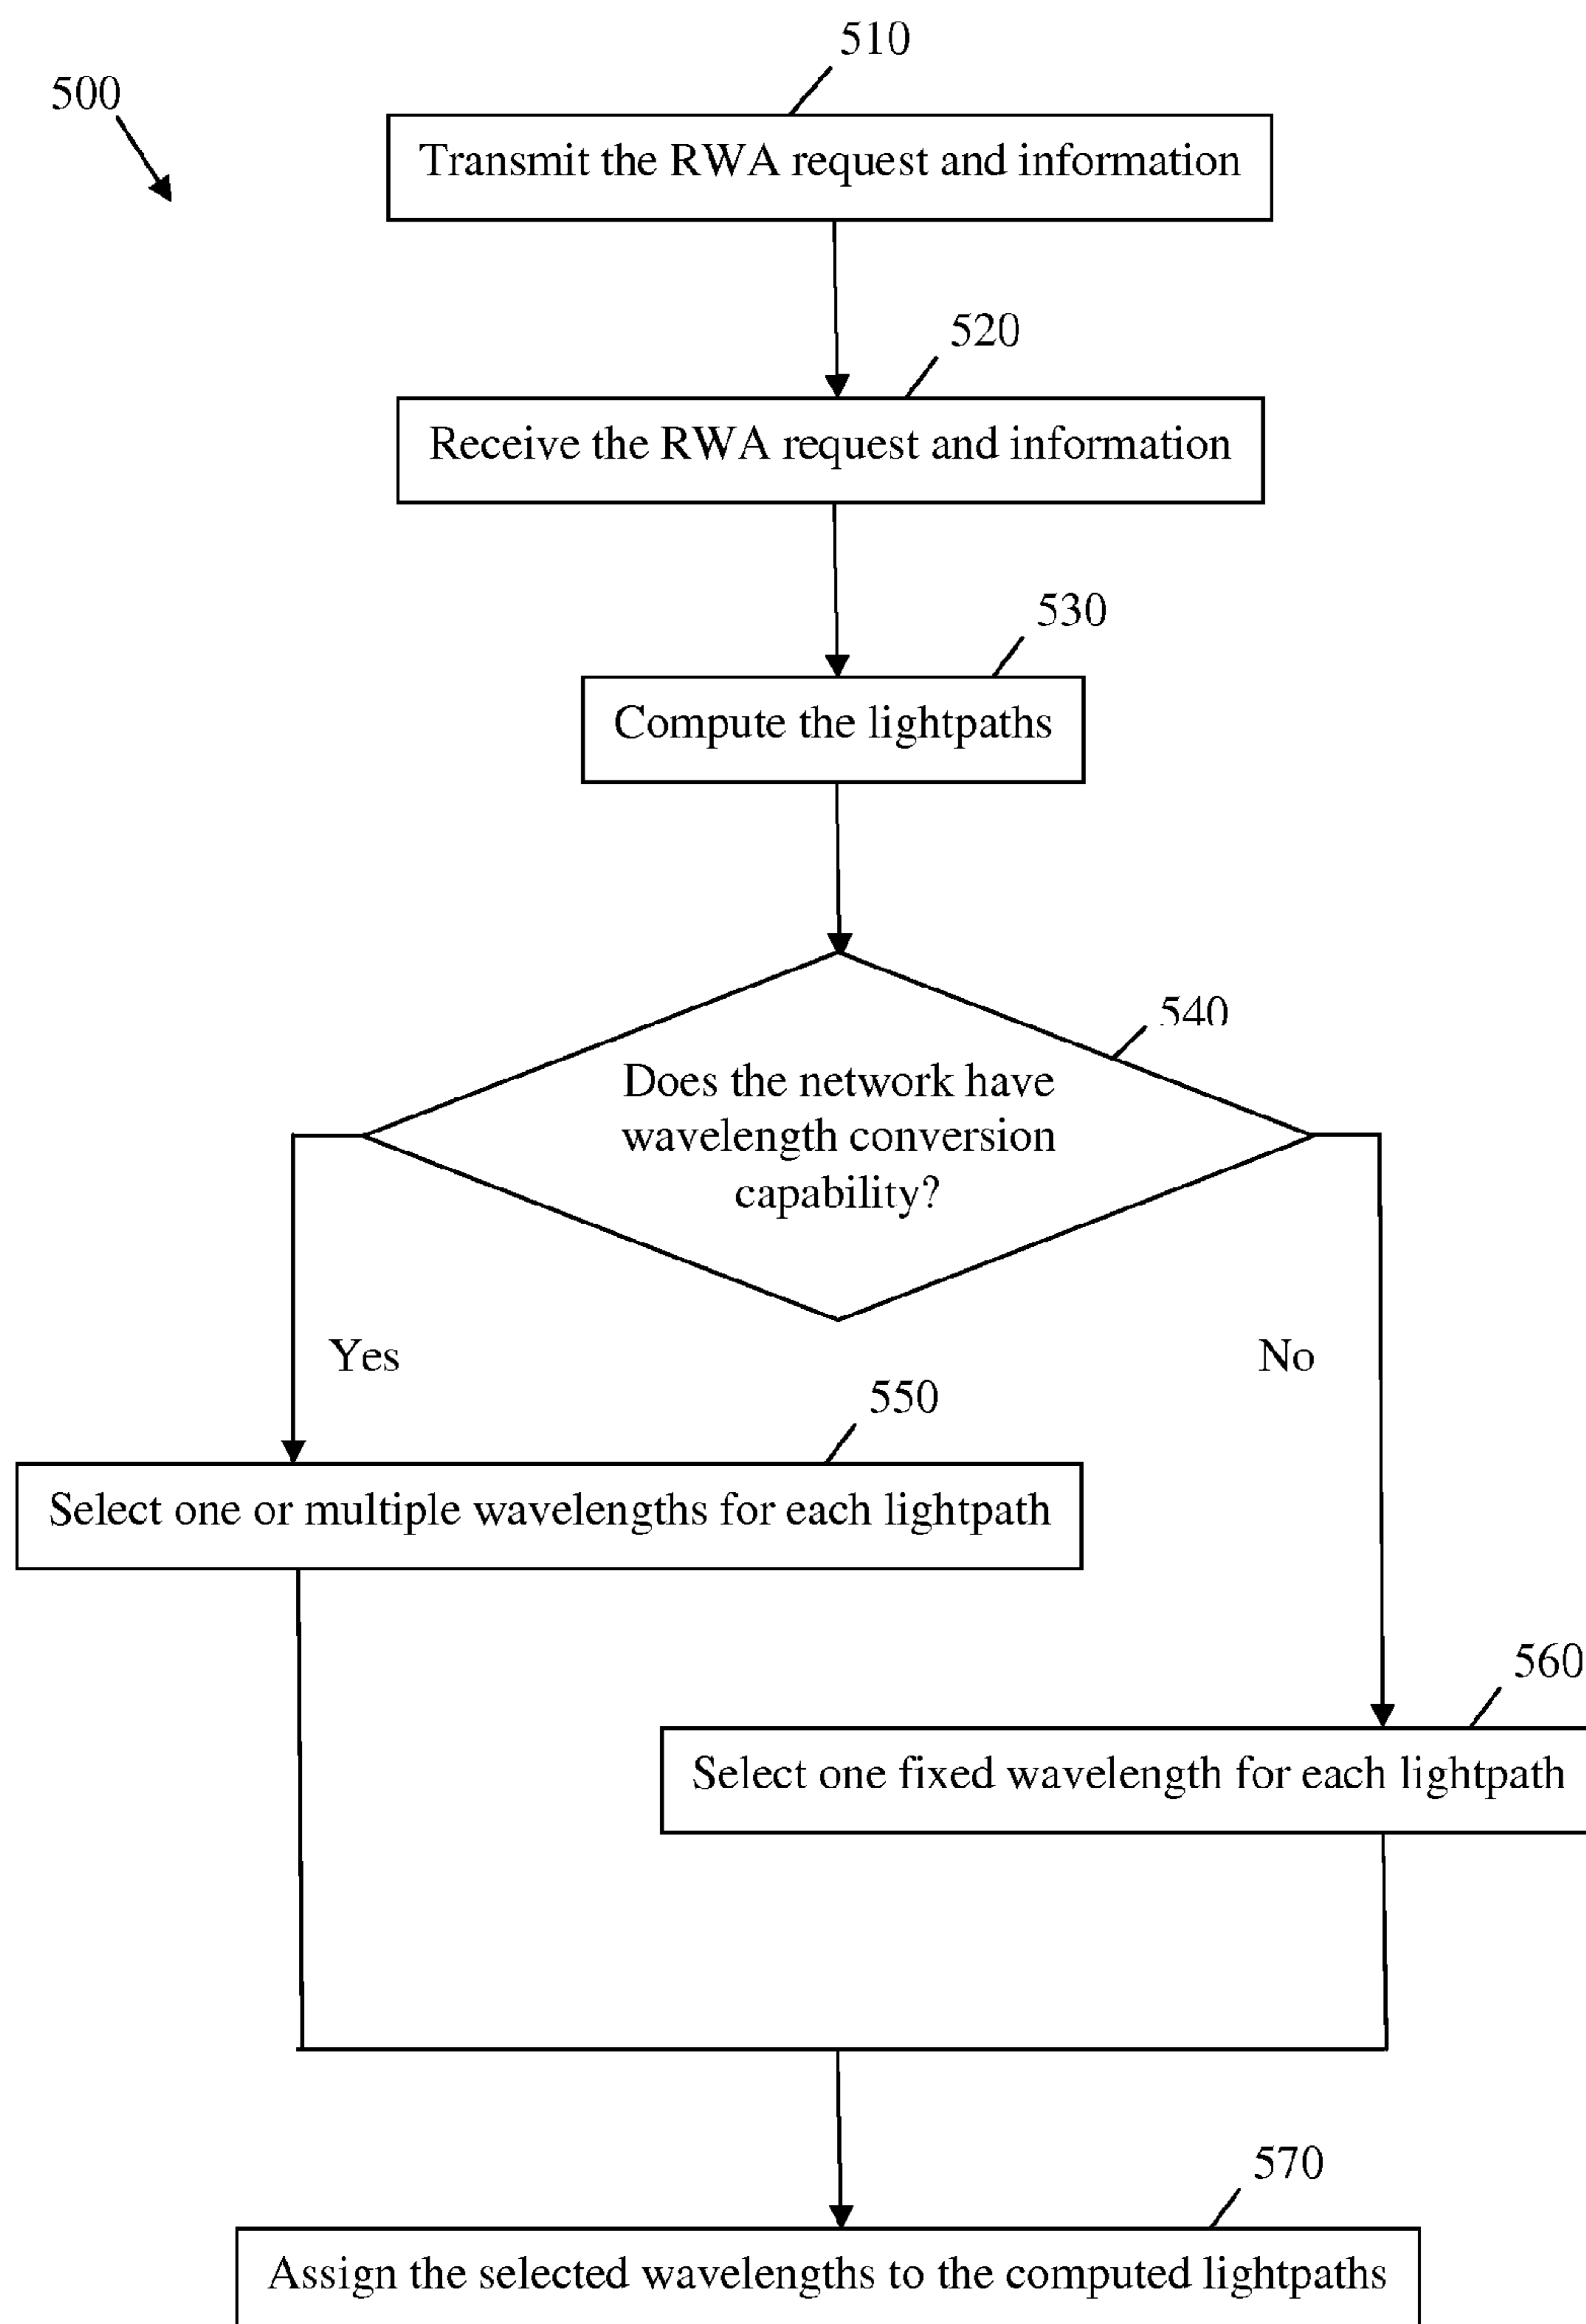 510
500
Transmit the RWA request and information
520
Receive the RWA request and information
530
Compute the lightpaths
540
Does the network have
wavelength conversion
capability?
Yes
No
550
Select one or multiple wavelengths for each lightpath
560
Select one fixed wavelength for each lightpath
570
Assign the selected wavelengths to the computed lightpaths